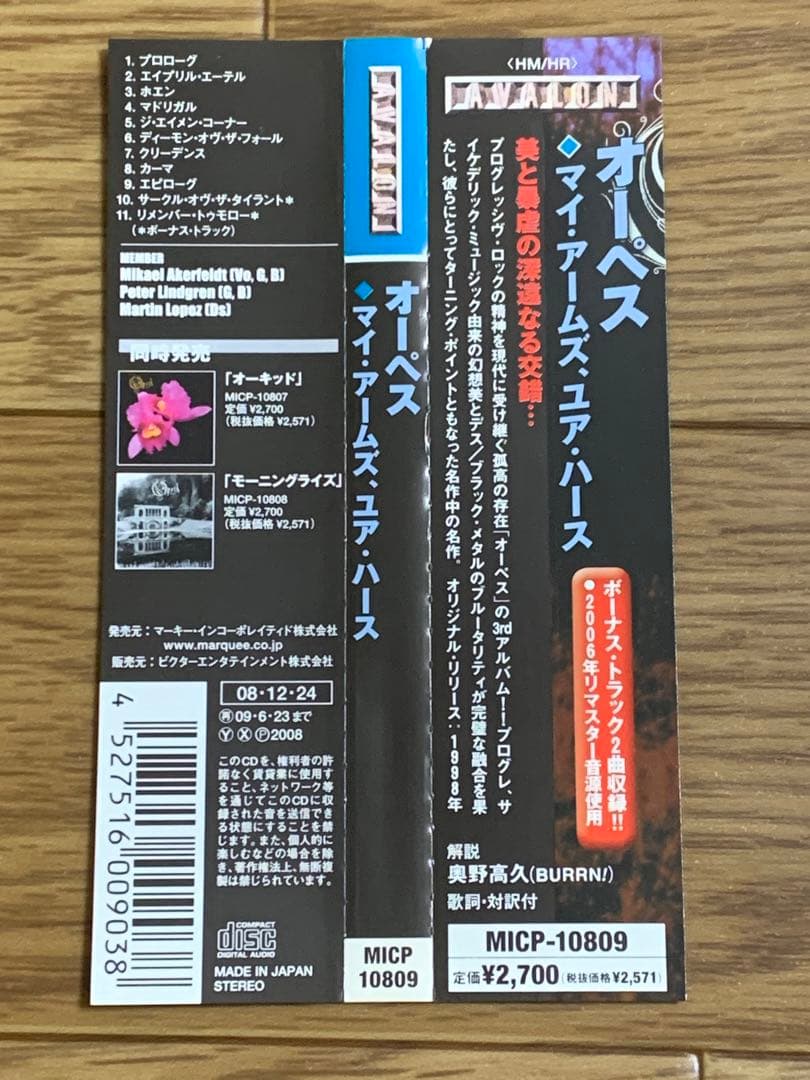 1. プロローグ
2. エイプリル・エーテル
3. ホエン
4. マドリガル
5. ジ・エイメン・コーナー
6. ディーモン・オヴ・ザ・フォール
7. クリーデンス
8. カーマ
9. エピローグ
10. サークル・オヴ・ザ・タイラント*
11. リメンバー・トゥモロー*
(*ボーナス・トラック)
MEMBER
Mikael Akerfeldt (Vo, G, B)
Peter Lindgren (G, B)
Martin Lopez (Ds)
同時発売
「オーキッド」
MICP-10807
定価 ¥2,700
(税抜価格 ¥2,571)
「モーニングライズ」
MICP-10808
定価 ¥2,700
(税抜価格 ¥2,571)
発売元:マーキー・インコーポレイティド株式会社
www.marquee.co.jp
販売元:ビクターエンタテインメント株式会社
4 527516 009038
08・12・24
再09・6・23まで
Ⓨ Ⓧ Ⓟ2008
このCDを、権利者の許
諾なく賃貸業に使用す
ること、ネットワーク等
を通じてこのCDに収
録された音を送信でき
る状態にすることを禁
じます。また、個人的に
楽しむなどの場合を除
き、著作権法上、無断複
製は禁じられています。
COMPACT
disc
DIGITAL AUDIO
MADE IN JAPAN
STEREO
AVALON
オーペス
◆マイ・アームズ、ユア・ハース
MICP
10809
〈HM/HR〉
AVALON
オーペス
◆マイ・アームズ、ユア・ハース
美と暴虐の深遠なる交錯…
プログレッシヴ・ロックの精神を現代に受け継ぐ孤高の存在「オーペス」の3rdアルバム!!プログレ、サ
イケデリック・ミュージック由来の幻想美とデス/ブラック・メタルのブルータリティが完璧な融合を果
たし、彼らにとってターニング・ポイントともなった名作中の名作。 オリジナル・リリース:1998年
ボーナス・トラック2曲収録!!
●2006年リマスター音源使用
解説
奥野高久(BURRN!)
歌詞・対訳付
MICP-10809
定価¥2,700(税抜価格 ¥2,571)